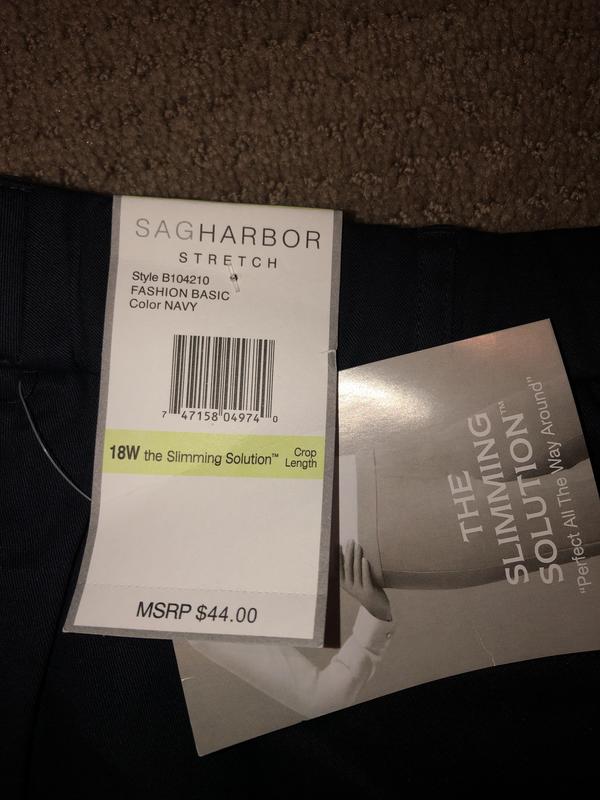 SAGHARBOR
STRETCH
Style B104210
FASHION BASIC
Color NAVY
7 47158 04974 0
18W the Slimming Solution™ Crop
Length
MSRP $44.00
THE
SLIMMING
SOLUTION™
"Perfect All The Way Around"